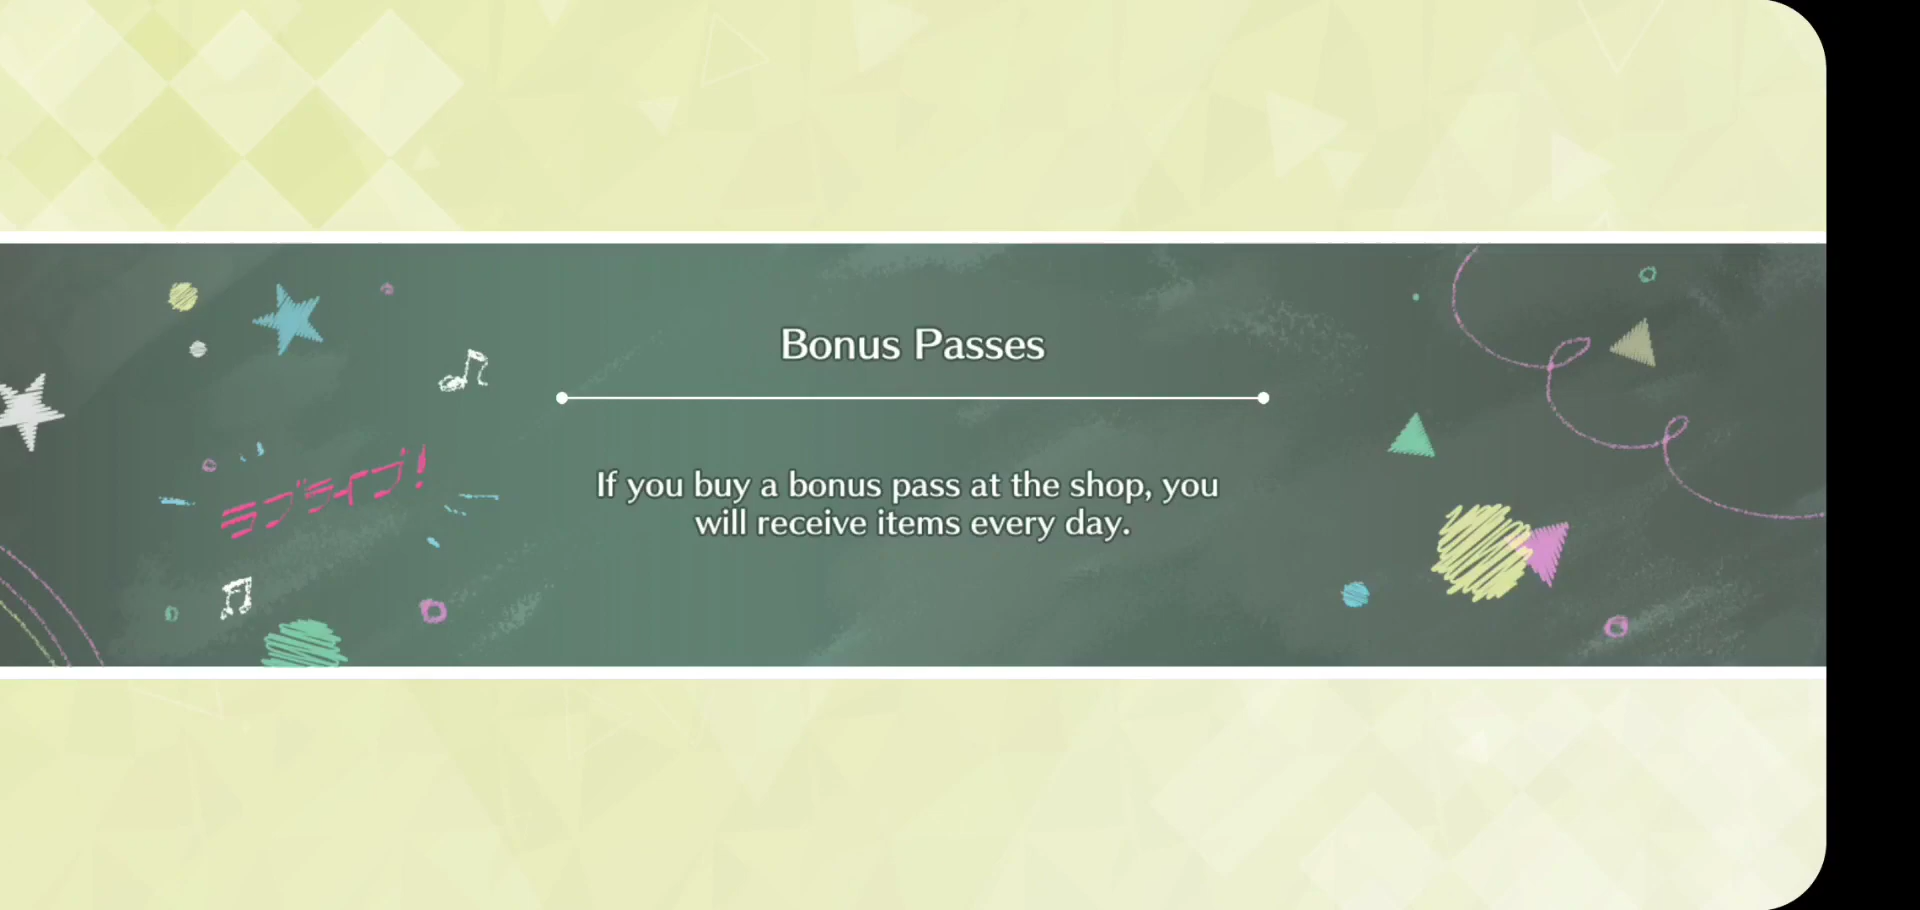 Bonus Passes
ラブライブ!
If you buy a bonus pass at the shop, you
will receive items every day.